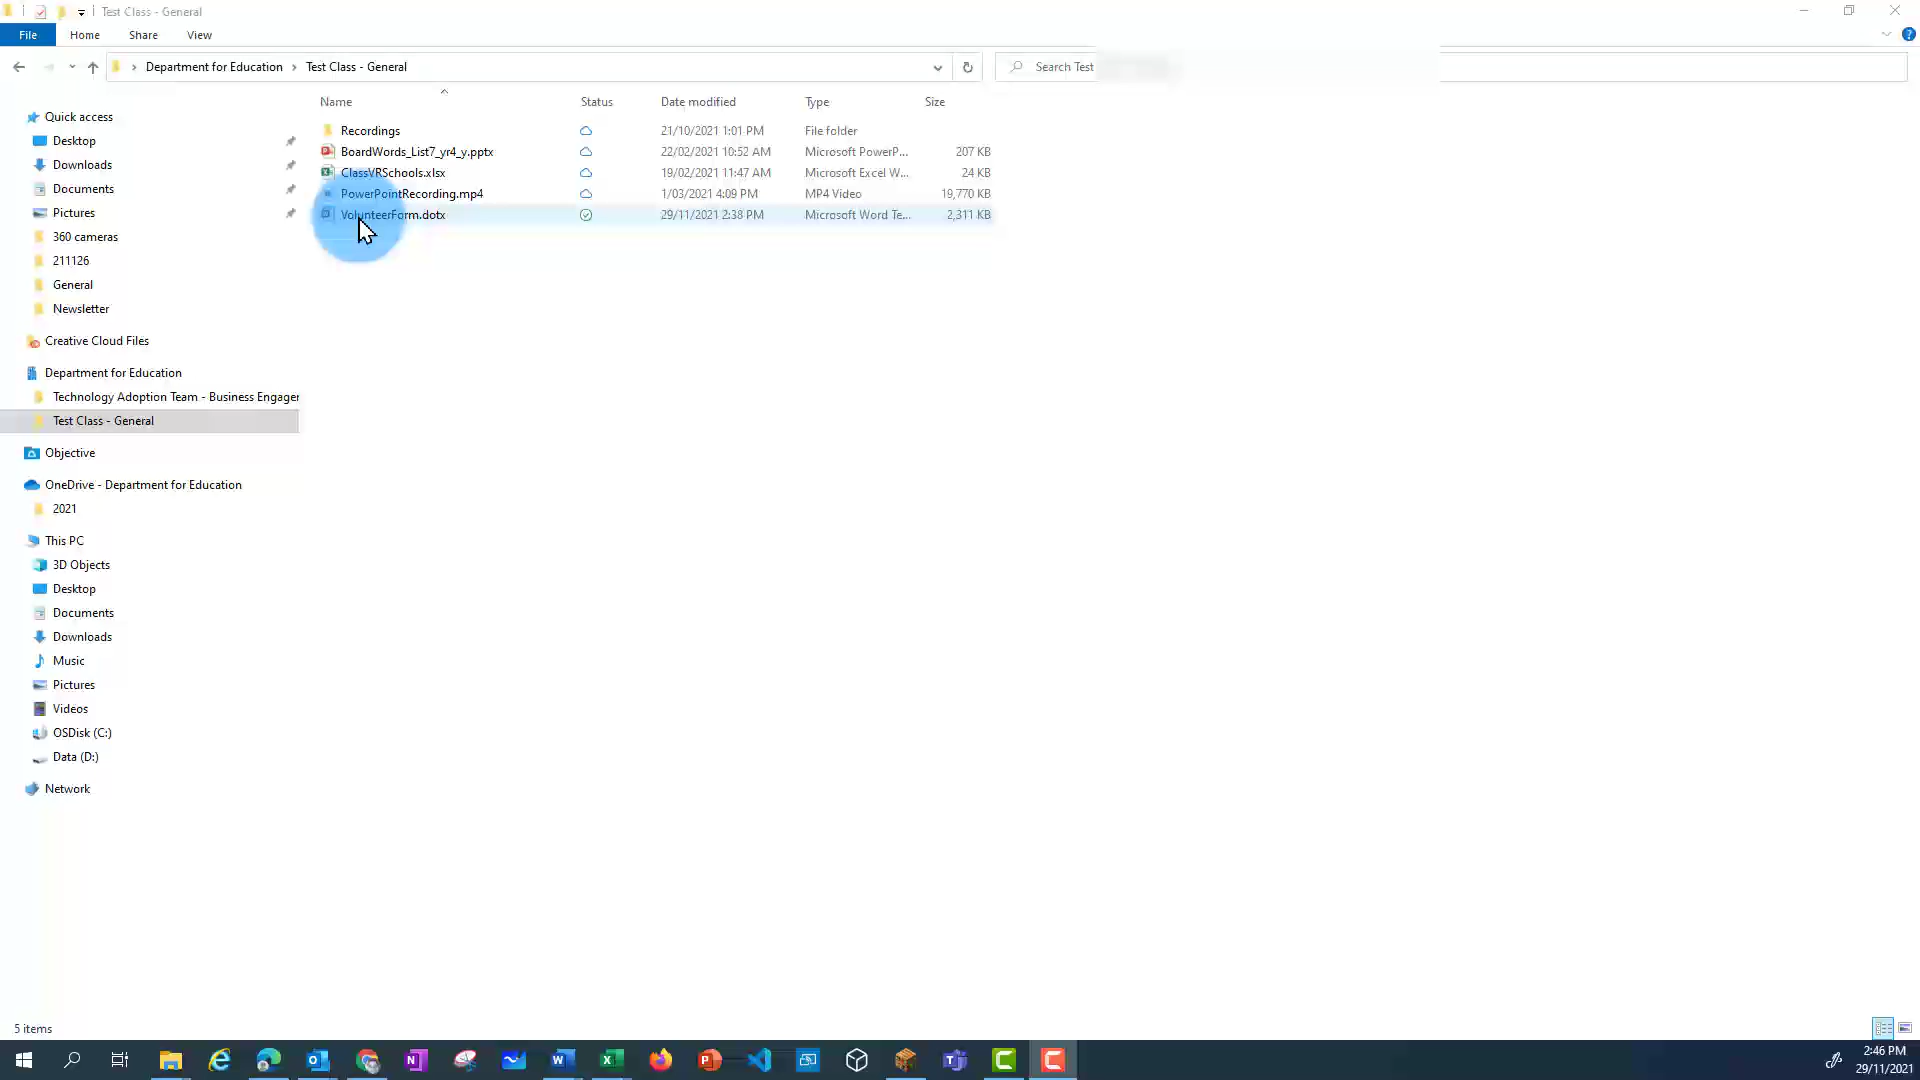 Test Class - General
File Home Share View
Department for Education > Test Class - General
Search Test
Name Status Date modified Type Size
Recordings 21/10/2021 1:01 PM File folder
BoardWords_List7_yr4_y.pptx 22/02/2021 10:52 AM Microsoft PowerP... 207 KB
ClassVRSchools.xlsx 19/02/2021 11:47 AM Microsoft Excel W... 24 KB
PowerPointRecording.mp4 1/03/2021 4:09 PM MP4 Video 19,770 KB
VolunteerForm.dotx 29/11/2021 2:38 PM Microsoft Word Te... 2,311 KB
Quick access
Desktop
Downloads
Documents
Pictures
360 cameras
211126
General
Newsletter
Creative Cloud Files
Department for Education
Technology Adoption Team - Business Engager
Test Class - General
Objective
OneDrive - Department for Education
2021
This PC
3D Objects
Desktop
Documents
Downloads
Music
Pictures
Videos
OSDisk (C:)
Data (D:)
Network
5 items
2:46 PM
29/11/2021